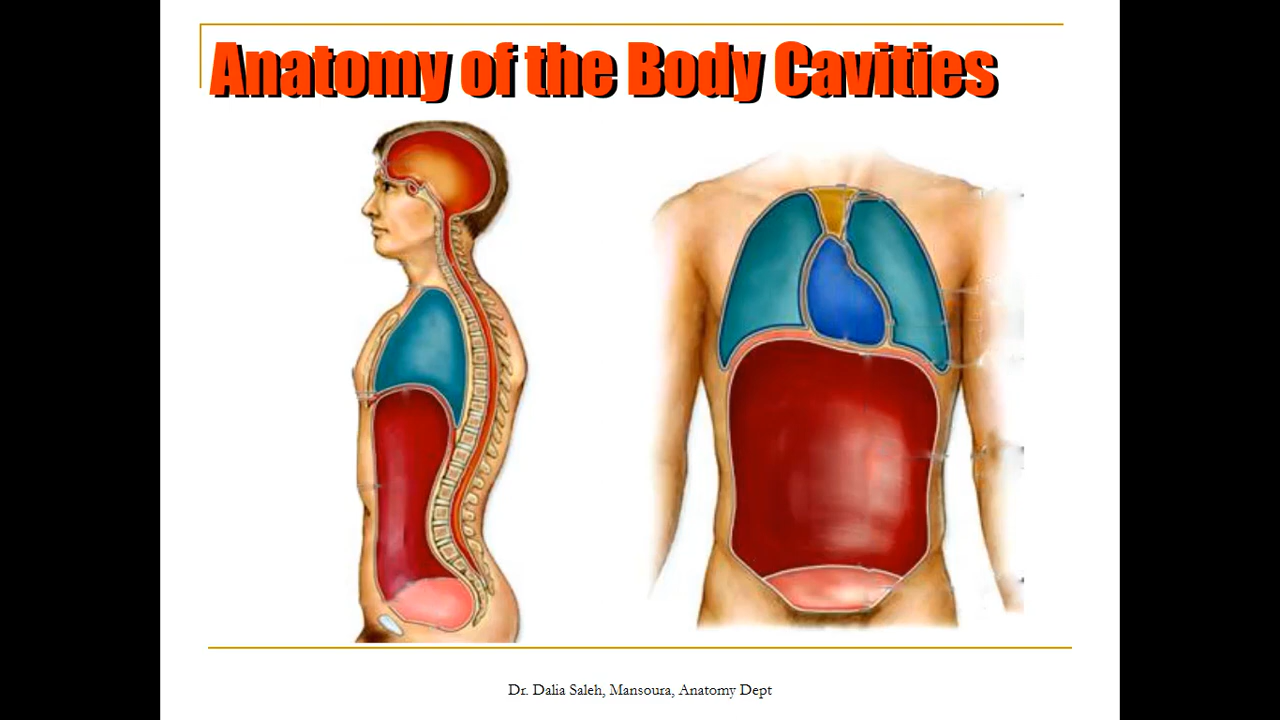 Anatomy of the Body Cavities
Dr. Dalia Saleh, Mansoura, Anatomy Dept